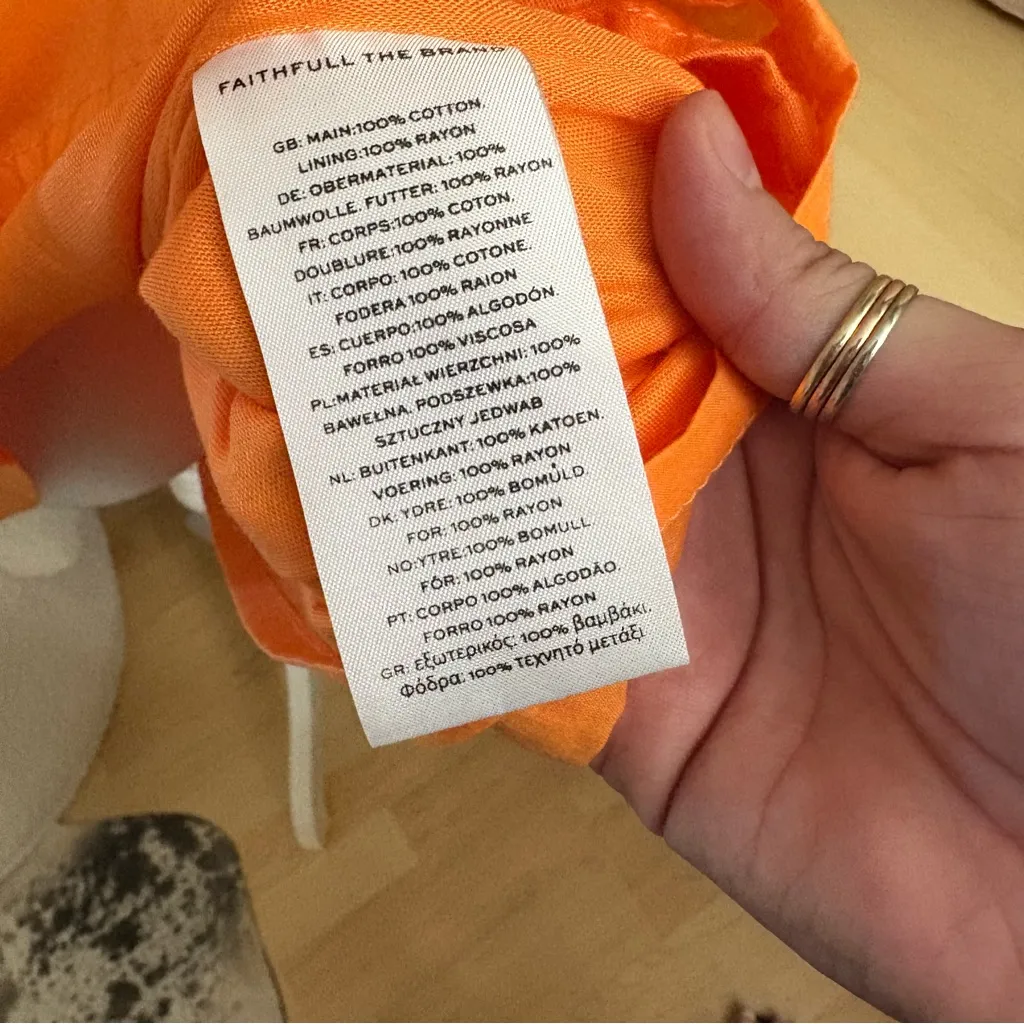 FAITHFULL THE BRAND
GB: MAIN:100% COTTON
LINING:100% RAYON
DE: OBERMATERIAL: 100%
BAUMWOLLE. FUTTER: 100% RAYON
FR: CORPS:100% COTON.
DOUBLURE:100% RAYONNE
IT: CORPO: 100% COTONE.
FODERA 100% RAION
ES: CUERPO:100% ALGODÓN.
FORRO 100% VISCOSA
PL:MATERIAŁ WIERZCHNI: 100%
BAWEŁNA. PODSZEWKA:100%
SZTUCZNY JEDWAB
NL: BUITENKANT: 100% KATOEN.
VOERING: 100% RAYON
DK: YDRE: 100% BOMŮLD.
FOR: 100% RAYON
NO:YTRE:100% BOMULL
FÓR: 100% RAYON
PT: CORPO 100% ALGODÃO.
FORRO 100% RAYON
GR: εξωτερικός: 100% βαμβάκι.
Φόδρα: 100% τεχνητό μετάξι